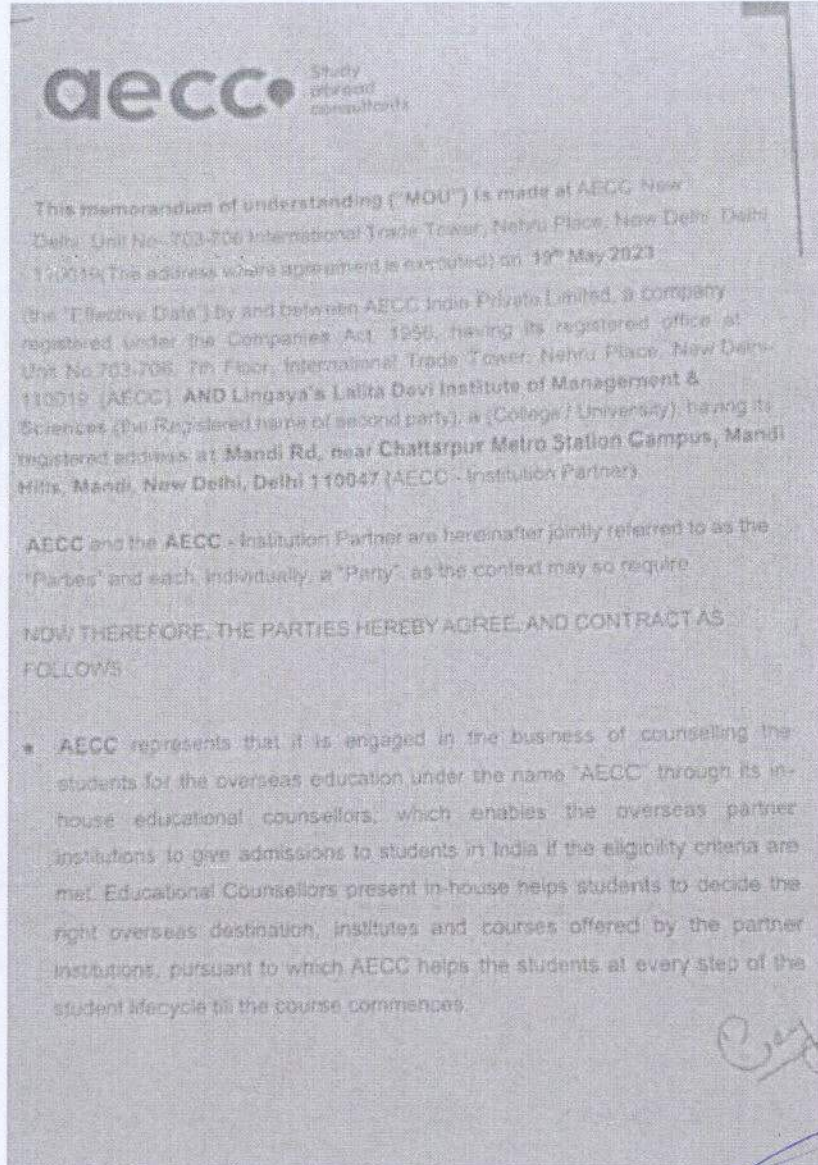 aecc
Study
abroad
consultants
This memorandum of understanding ("MOU") is made at AECC New
Delhi Unit No-703-706 International Trade Tower, Nehru Place, New Delhi, Delhi
110019(The address where agreement is executed) on 19th May 2023
(the "Effective Date") by and between AECC India Private Limited, a company
registered under the Companies Act, 1956, having its registered office at
Unit No.703-706, 7th Floor, International Trade Tower, Nehru Place, New Delhi-
110019 (AECC) AND Lingaya's Lalita Devi Institute of Management &
Sciences (the Registered name of second party), a (College / University), having its
registered address at Mandi Rd, near Chattarpur Metro Station Campus, Mandi
Hills, Mandi, New Delhi, Delhi 110047 (AECC - Institution Partner)
AECC and the AECC - Institution Partner are hereinafter jointly referred to as the
"Parties" and each, individually, a "Party", as the context may so require
NOW THEREFORE, THE PARTIES HEREBY AGREE, AND CONTRACT AS
FOLLOWS
• AECC represents that it is engaged in the business of counselling the
students for the overseas education under the name "AECC" through its in-
house educational counsellors, which enables the overseas partner
institutions to give admissions to students in India if the eligibility criteria are
met. Educational Counsellors present in-house helps students to decide the
right overseas destination, institutes and courses offered by the partner
institutions, pursuant to which AECC helps the students at every step of the
student lifecycle till the course commences.